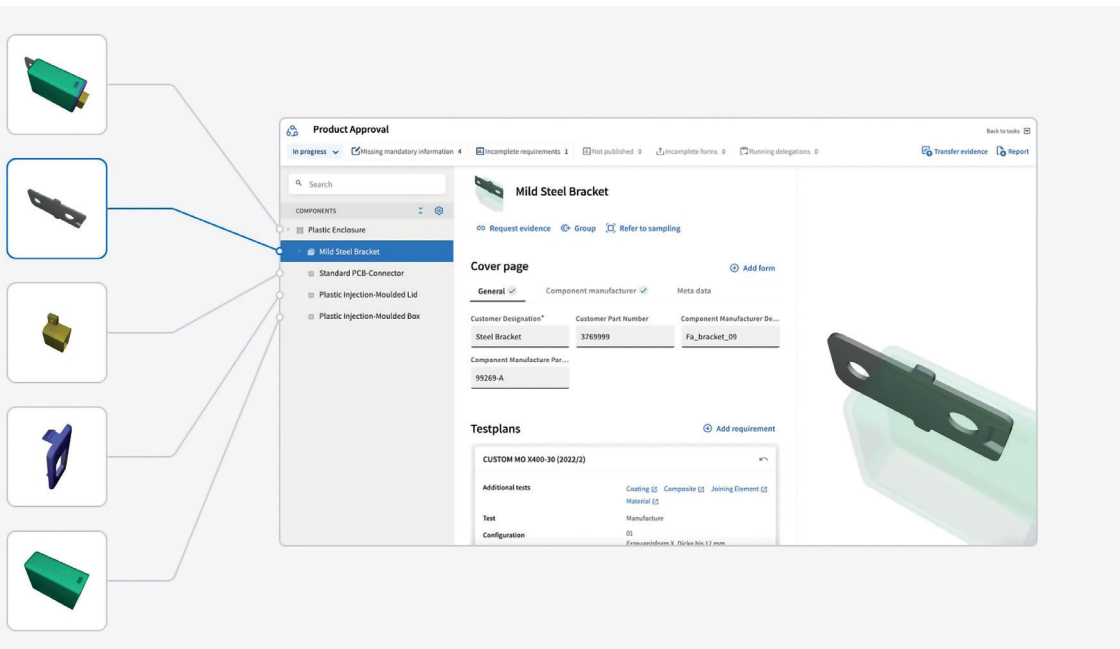 Product Approval
Back to tasks
In progress Missing mandatory information 4 Incomplete requirements 1 Not published 0 Incomplete forms 0 Running delegations 0 Transfer evidence Report
Search
COMPONENTS
Plastic Enclosure
Mild Steel Bracket
Standard PCB-Connector
Plastic Injection-Moulded Lid
Plastic Injection-Moulded Box
Mild Steel Bracket
Request evidence Group Refer to sampling
Cover page Add form
General Component manufacturer Meta data
Customer Designation* Customer Part Number Component Manufacturer De...
Steel Bracket 3769999 Fa_bracket_09
Component Manufacture Par...
99269-A
Testplans Add requirement
CUSTOM MO X400-30 (2022/2)
Additional tests Coating Composite Joining Element
Material
Test Manufacture
Configuration 01
Erzeugnisform X, Dicke bis 12 mm